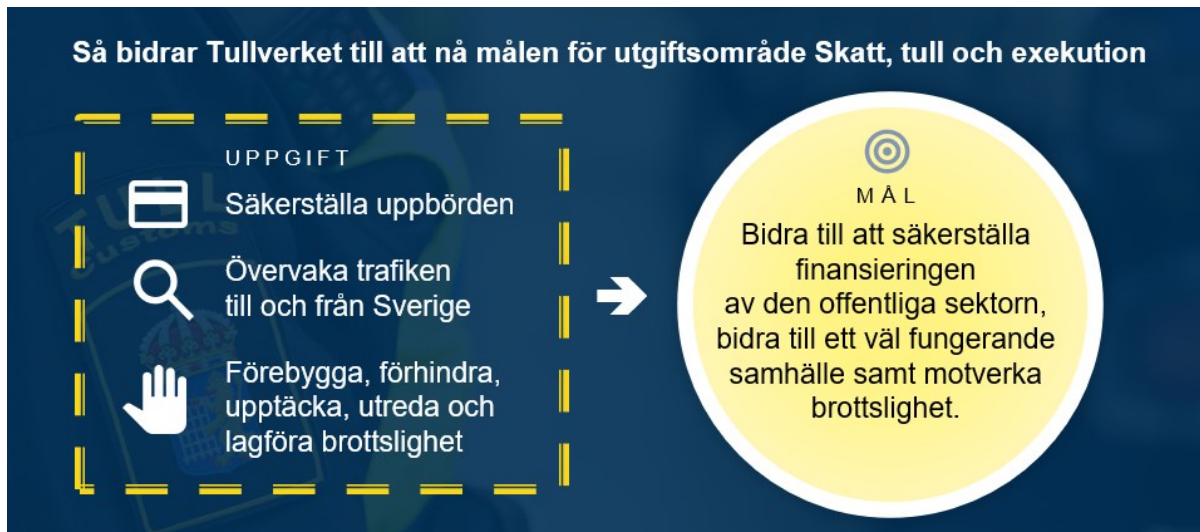 Så bidrar Tullverket till att nå målen för utgiftsområde Skatt, tull och exekution
UPPGIFT
Säkerställa uppbörden
Övervaka trafiken
till och från Sverige
Förebygga, förhindra,
upptäcka, utreda och
lagföra brottslighet
MÅL
Bidra till att säkerställa
finansieringen
av den offentliga sektorn,
bidra till ett väl fungerande
samhälle samt motverka
brottslighet.
TULL
Customs